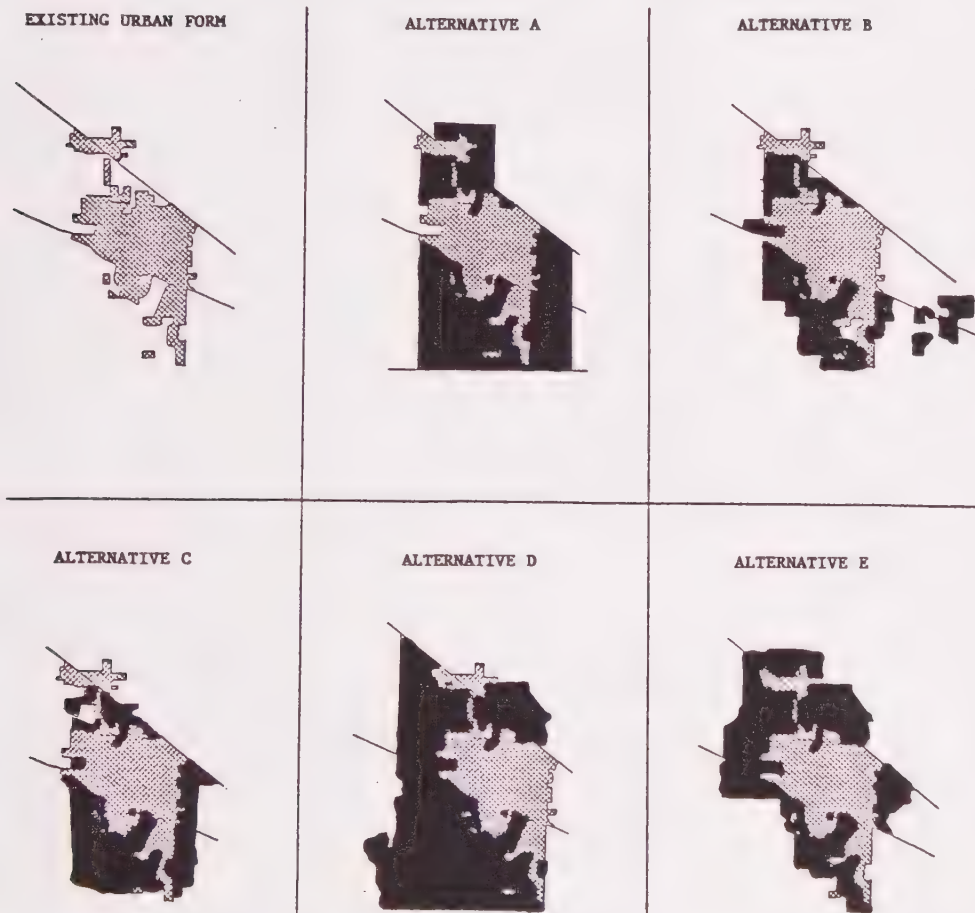 EXISTING URBAN FORM
ALTERNATIVE A
ALTERNATIVE B
ALTERNATIVE C
ALTERNATIVE D
ALTERNATIVE E